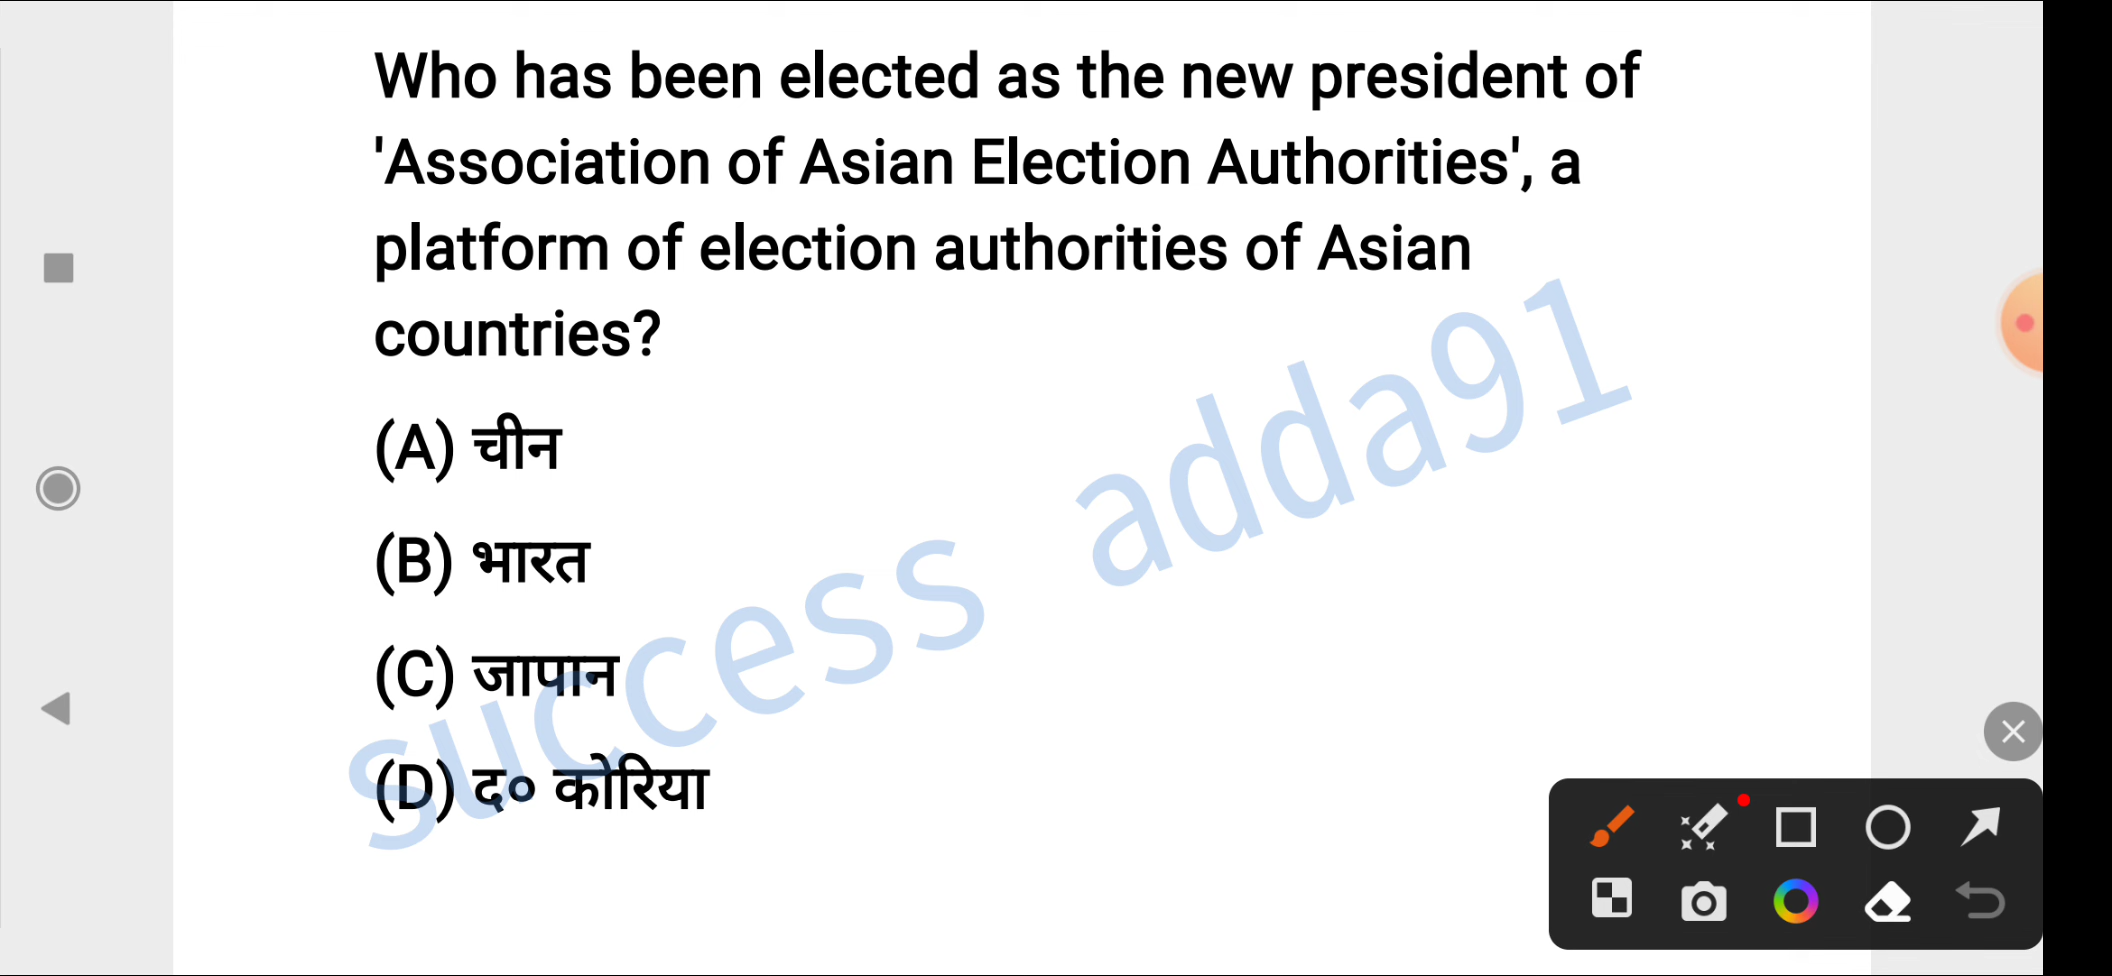 Who has been elected as the new president of
'Association of Asian Election Authorities', a
platform of election authorities of Asian
countries?
(A) चीन
(B) भारत
(C) जापान
(D) द० कोरिया
success adda91